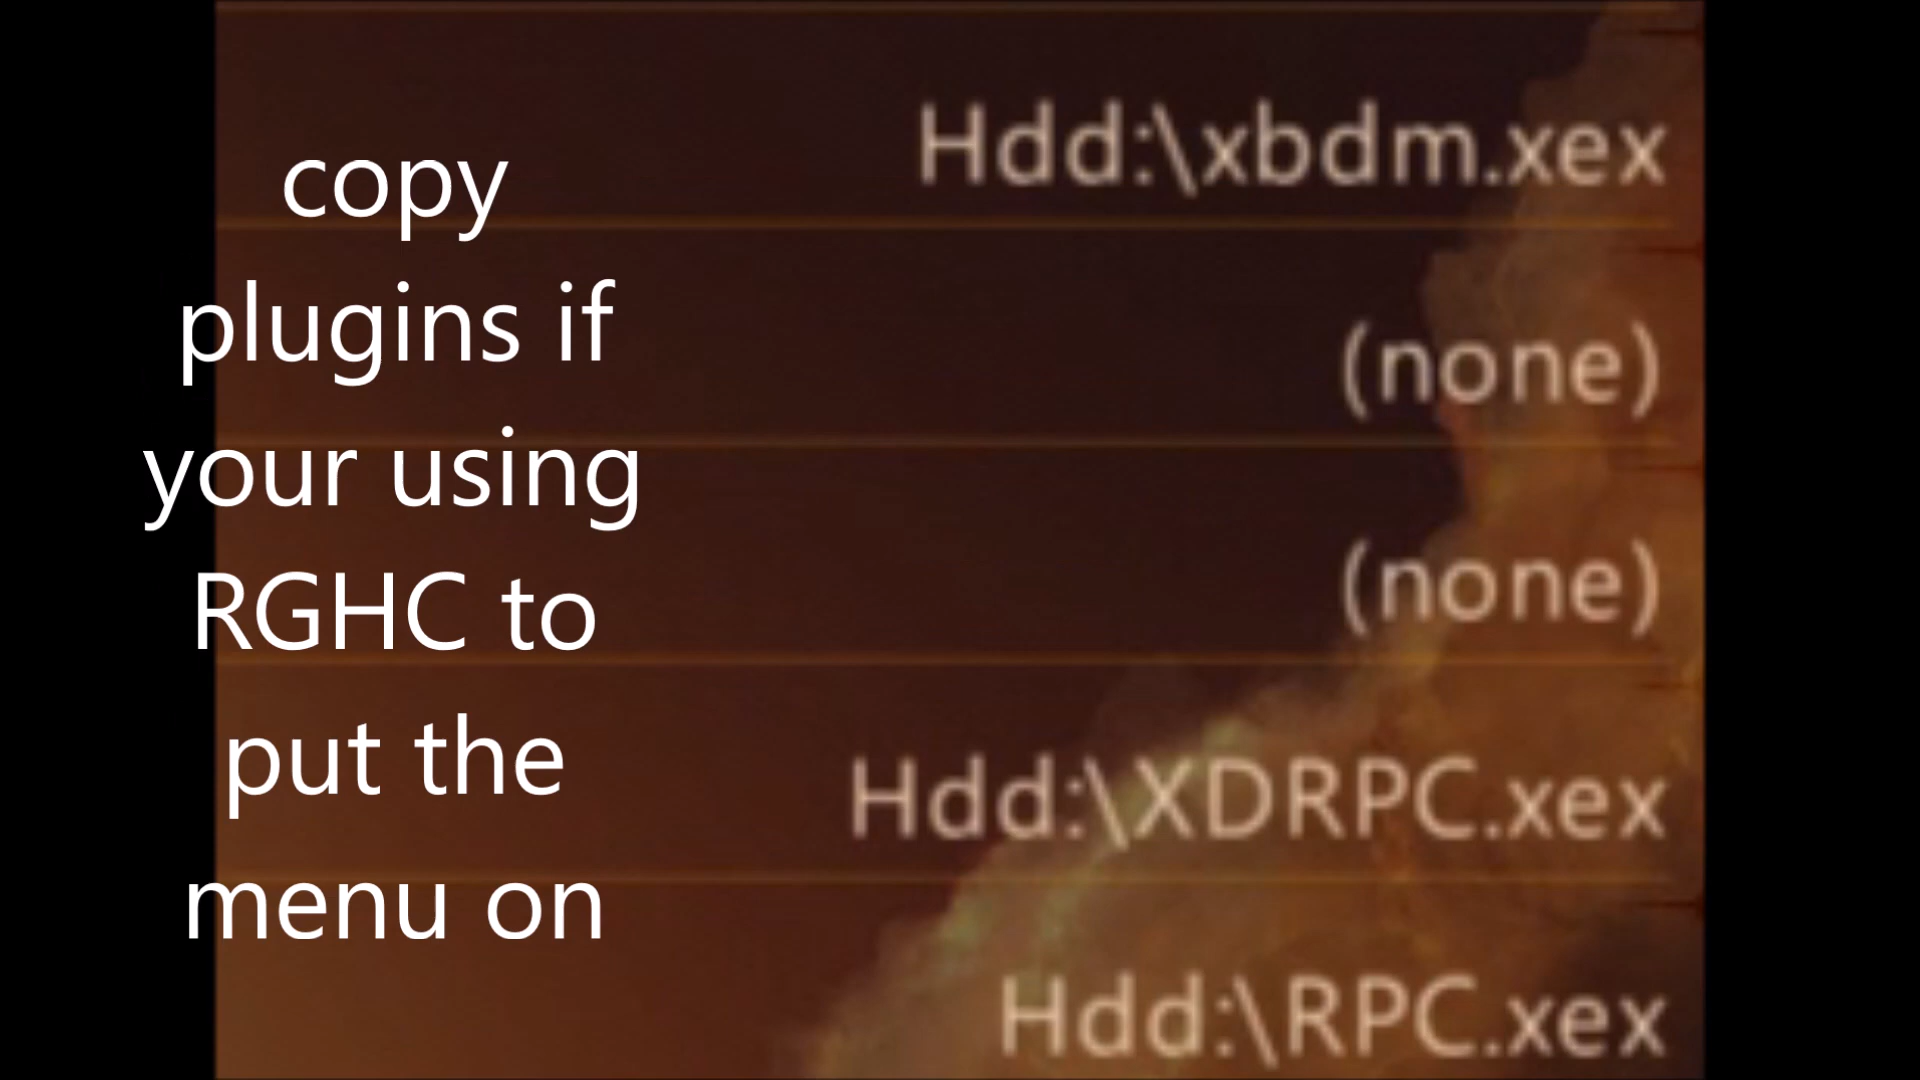 copy
plugins if
your using
RGHC to
put the
menu on
Hdd:\xbdm.xex
(none)
(none)
Hdd:\XDRPC.xex
Hdd:\RPC.xex